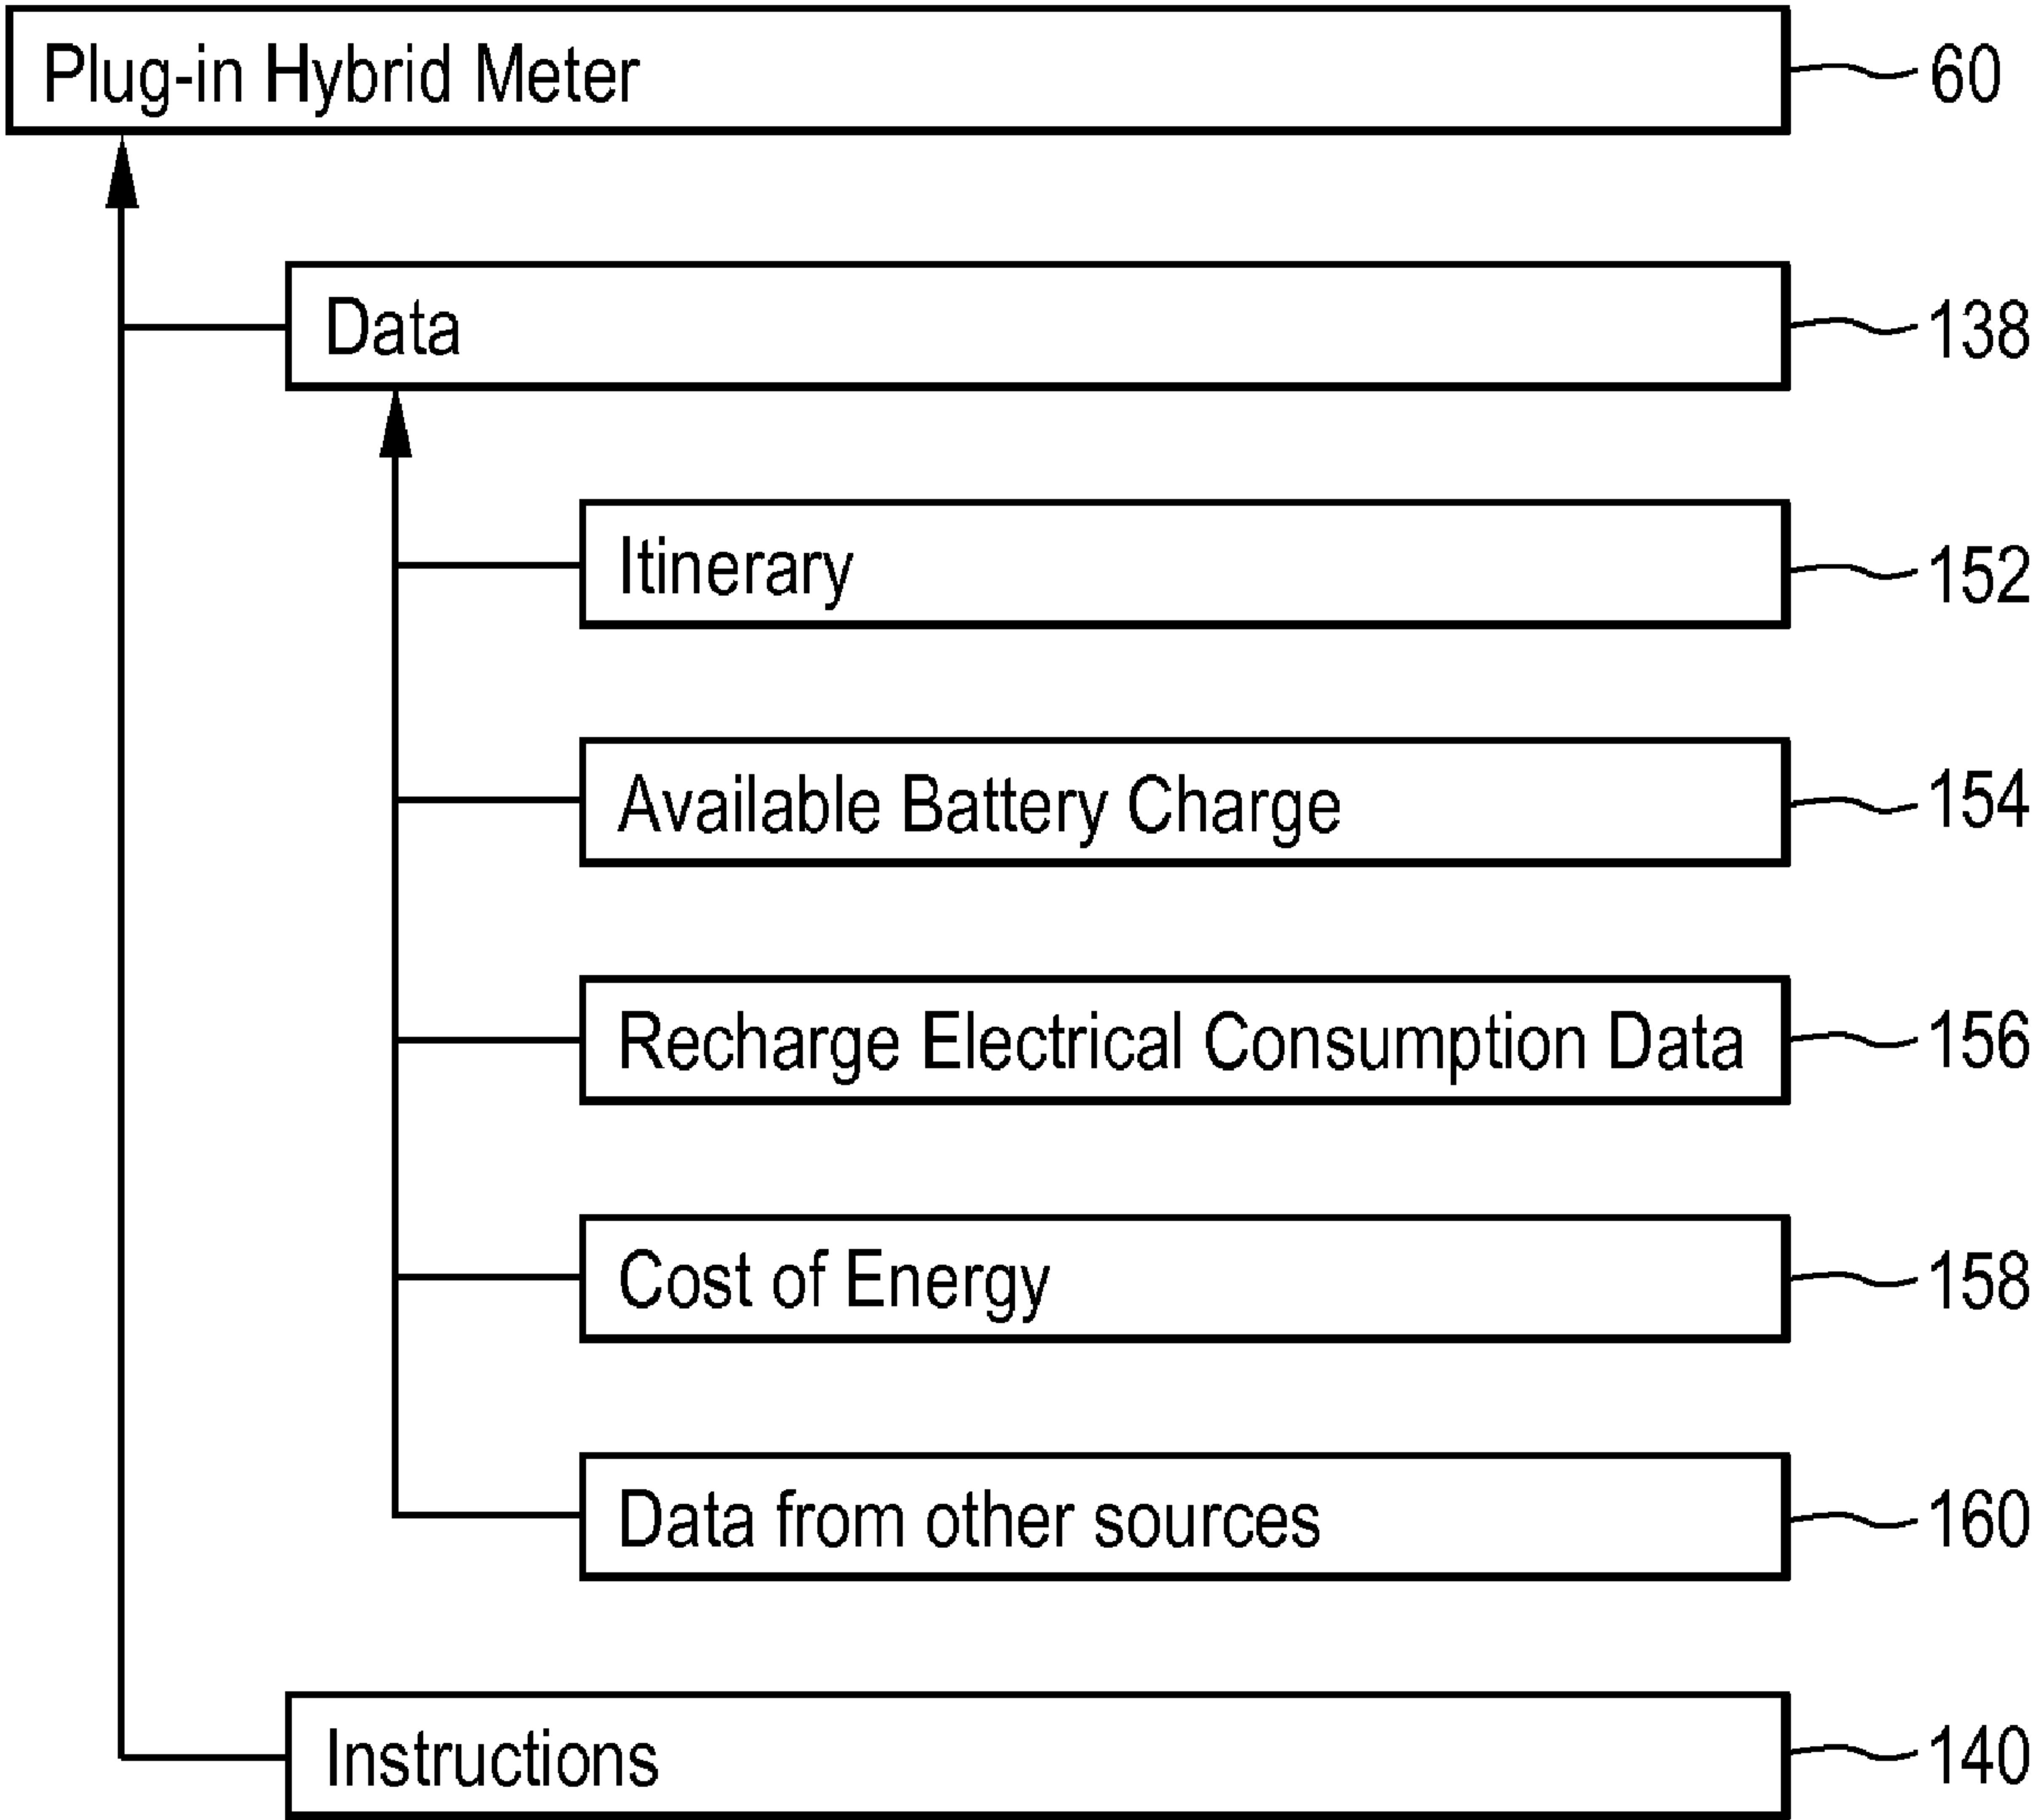 Plug-in Hybrid Meter 60
Data 138
Itinerary 152
Available Battery Charge 154
Recharge Electrical Consumption Data 156
Cost of Energy 158
Data from other sources 160
Instructions 140